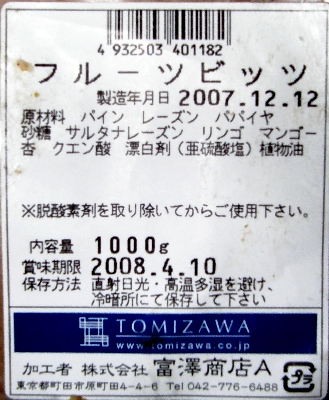 4 932503 401182
フルーツビッツ
製造年月日 2007.12.12
原材料 パイン レーズン パパイヤ
砂糖 サルタナレーズン リンゴ マンゴー
杏 クエン酸 漂白剤(亜硫酸塩)植物油
※脱酸素剤を取り除いてからご使用下さい。
内容量 1000g
賞味期限 2008.4.10
保存方法 直射日光・高温多湿を避け、
冷暗所にて保存して下さい
TOMIZAWA
www.tomizawa.co.jp
加工者 株式会社 富澤商店A
東京都町田市原町田4-4-6 Tel 042-776-6488
プラ